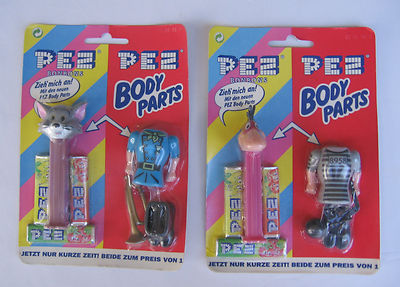 PEZ® PEZ®
BONBONS
Zieh mich an!
Mit den neuen
PEZ Body Parts
BODY
PARTS
PEZ
PEZ
JETZT NUR KURZE ZEIT! BEIDE ZUM PREIS VON 1
PEZ® PEZ®
BONBONS
Zieh mich an!
Mit den neuen
PEZ Body Parts
BODY
PARTS
8958
PEZ
PEZ
JETZT NUR KURZE ZEIT! BEIDE ZUM PREIS VON 1